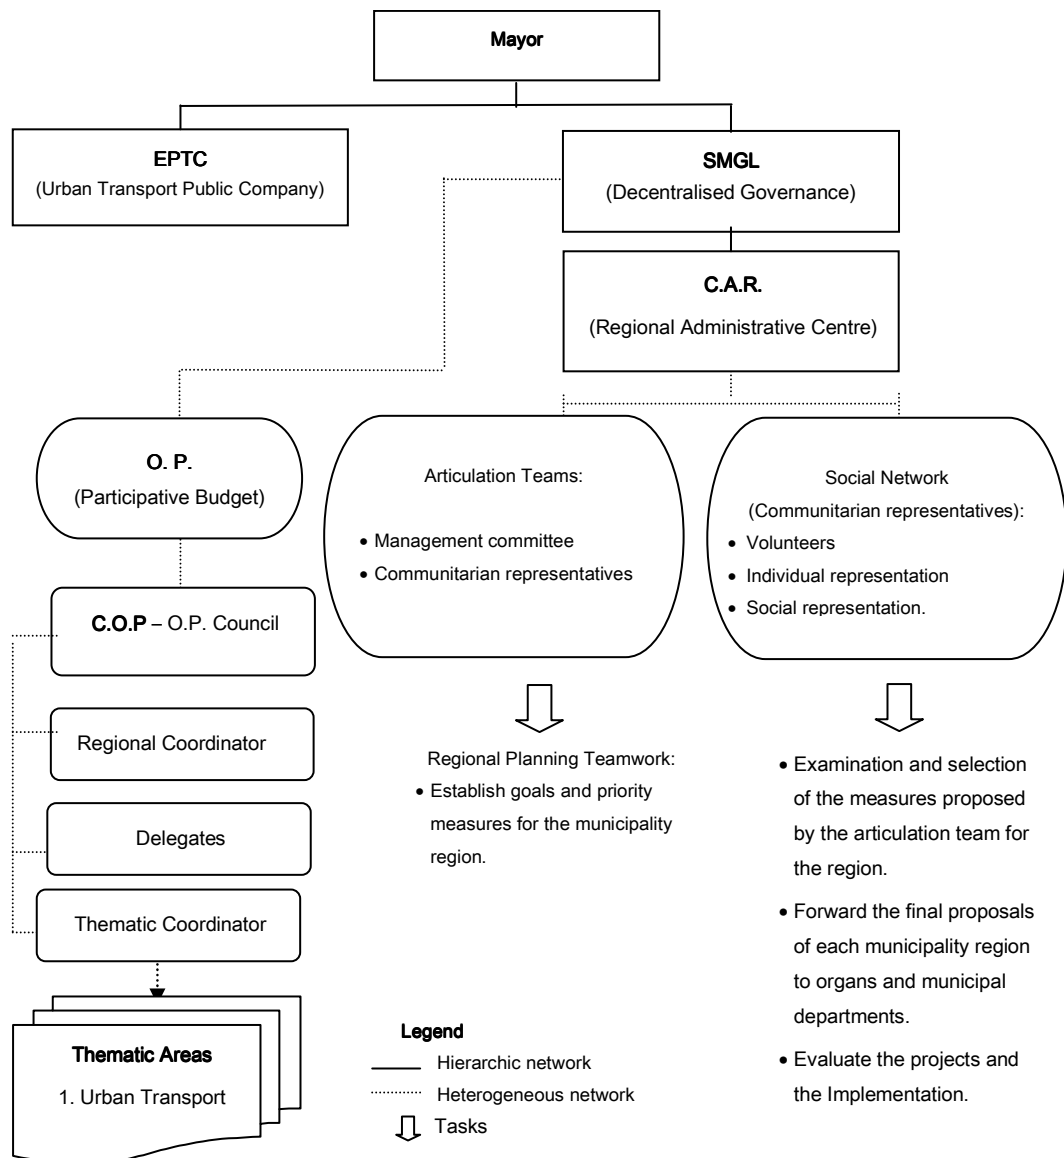 Mayor
EPTC
(Urban Transport Public Company)
SMGL
(Decentralised Governance)
C.A.R.
(Regional Administrative Centre)
O. P.
(Participative Budget)
Articulation Teams:
• Management committee
• Communitarian representatives
Social Network
(Communitarian representatives):
• Volunteers
• Individual representation
• Social representation.
C.O.P – O.P. Council
Regional Coordinator
Delegates
Thematic Coordinator
Thematic Areas
1. Urban Transport
Regional Planning Teamwork:
• Establish goals and priority
measures for the municipality
region.
• Examination and selection
of the measures proposed
by the articulation team for
the region.
• Forward the final proposals
of each municipality region
to organs and municipal
departments.
• Evaluate the projects and
the Implementation.
Legend
Hierarchic network
Heterogeneous network
Tasks